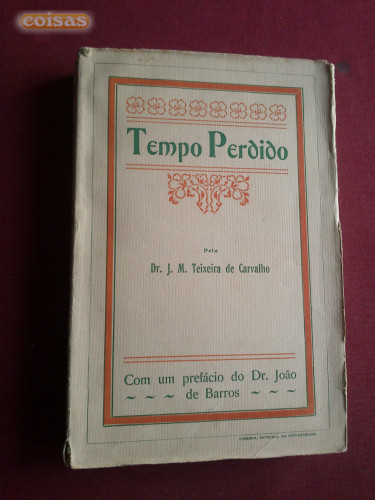 coisas
Tempo Perdido
Pelo
Dr. J. M. Teixeira de Carvalho
Com um prefácio do Dr. João
~ ~ ~ de Barros ~ ~ ~